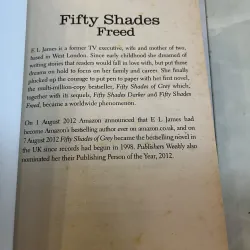 Fifty Shades
Freed
E L James is a former TV executive, wife and mother of two,
based in West London. Since early childhood she dreamed of
writing stories that readers would fall in love with, but put those
dreams on hold to focus on her family and career. She finally
plucked up the courage to put pen to paper with her first novel,
the multi-million-copy bestseller, Fifty Shades of Grey which,
together with its sequels, Fifty Shades Darker and Fifty Shades
Freed, became a worldwide phenomenon.
On 1 August 2012 Amazon announced that E L James had
become Amazon's bestselling author ever on amazon.co.uk, and on
7 August 2012 Fifty Shades of Grey became the bestselling novel in
the UK since records had begun in 1998. Publishers Weekly also
nominated her their Publishing Person of the Year, 2012.